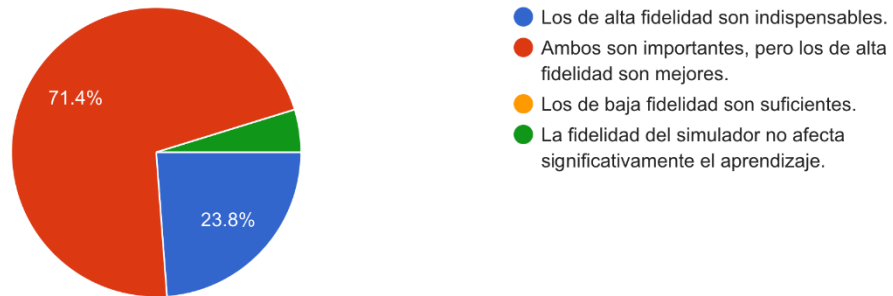 71.4%
23.8%
Los de alta fidelidad son indispensables.
Ambos son importantes, pero los de alta
fidelidad son mejores.
Los de baja fidelidad son suficientes.
La fidelidad del simulador no afecta
significativamente el aprendizaje.